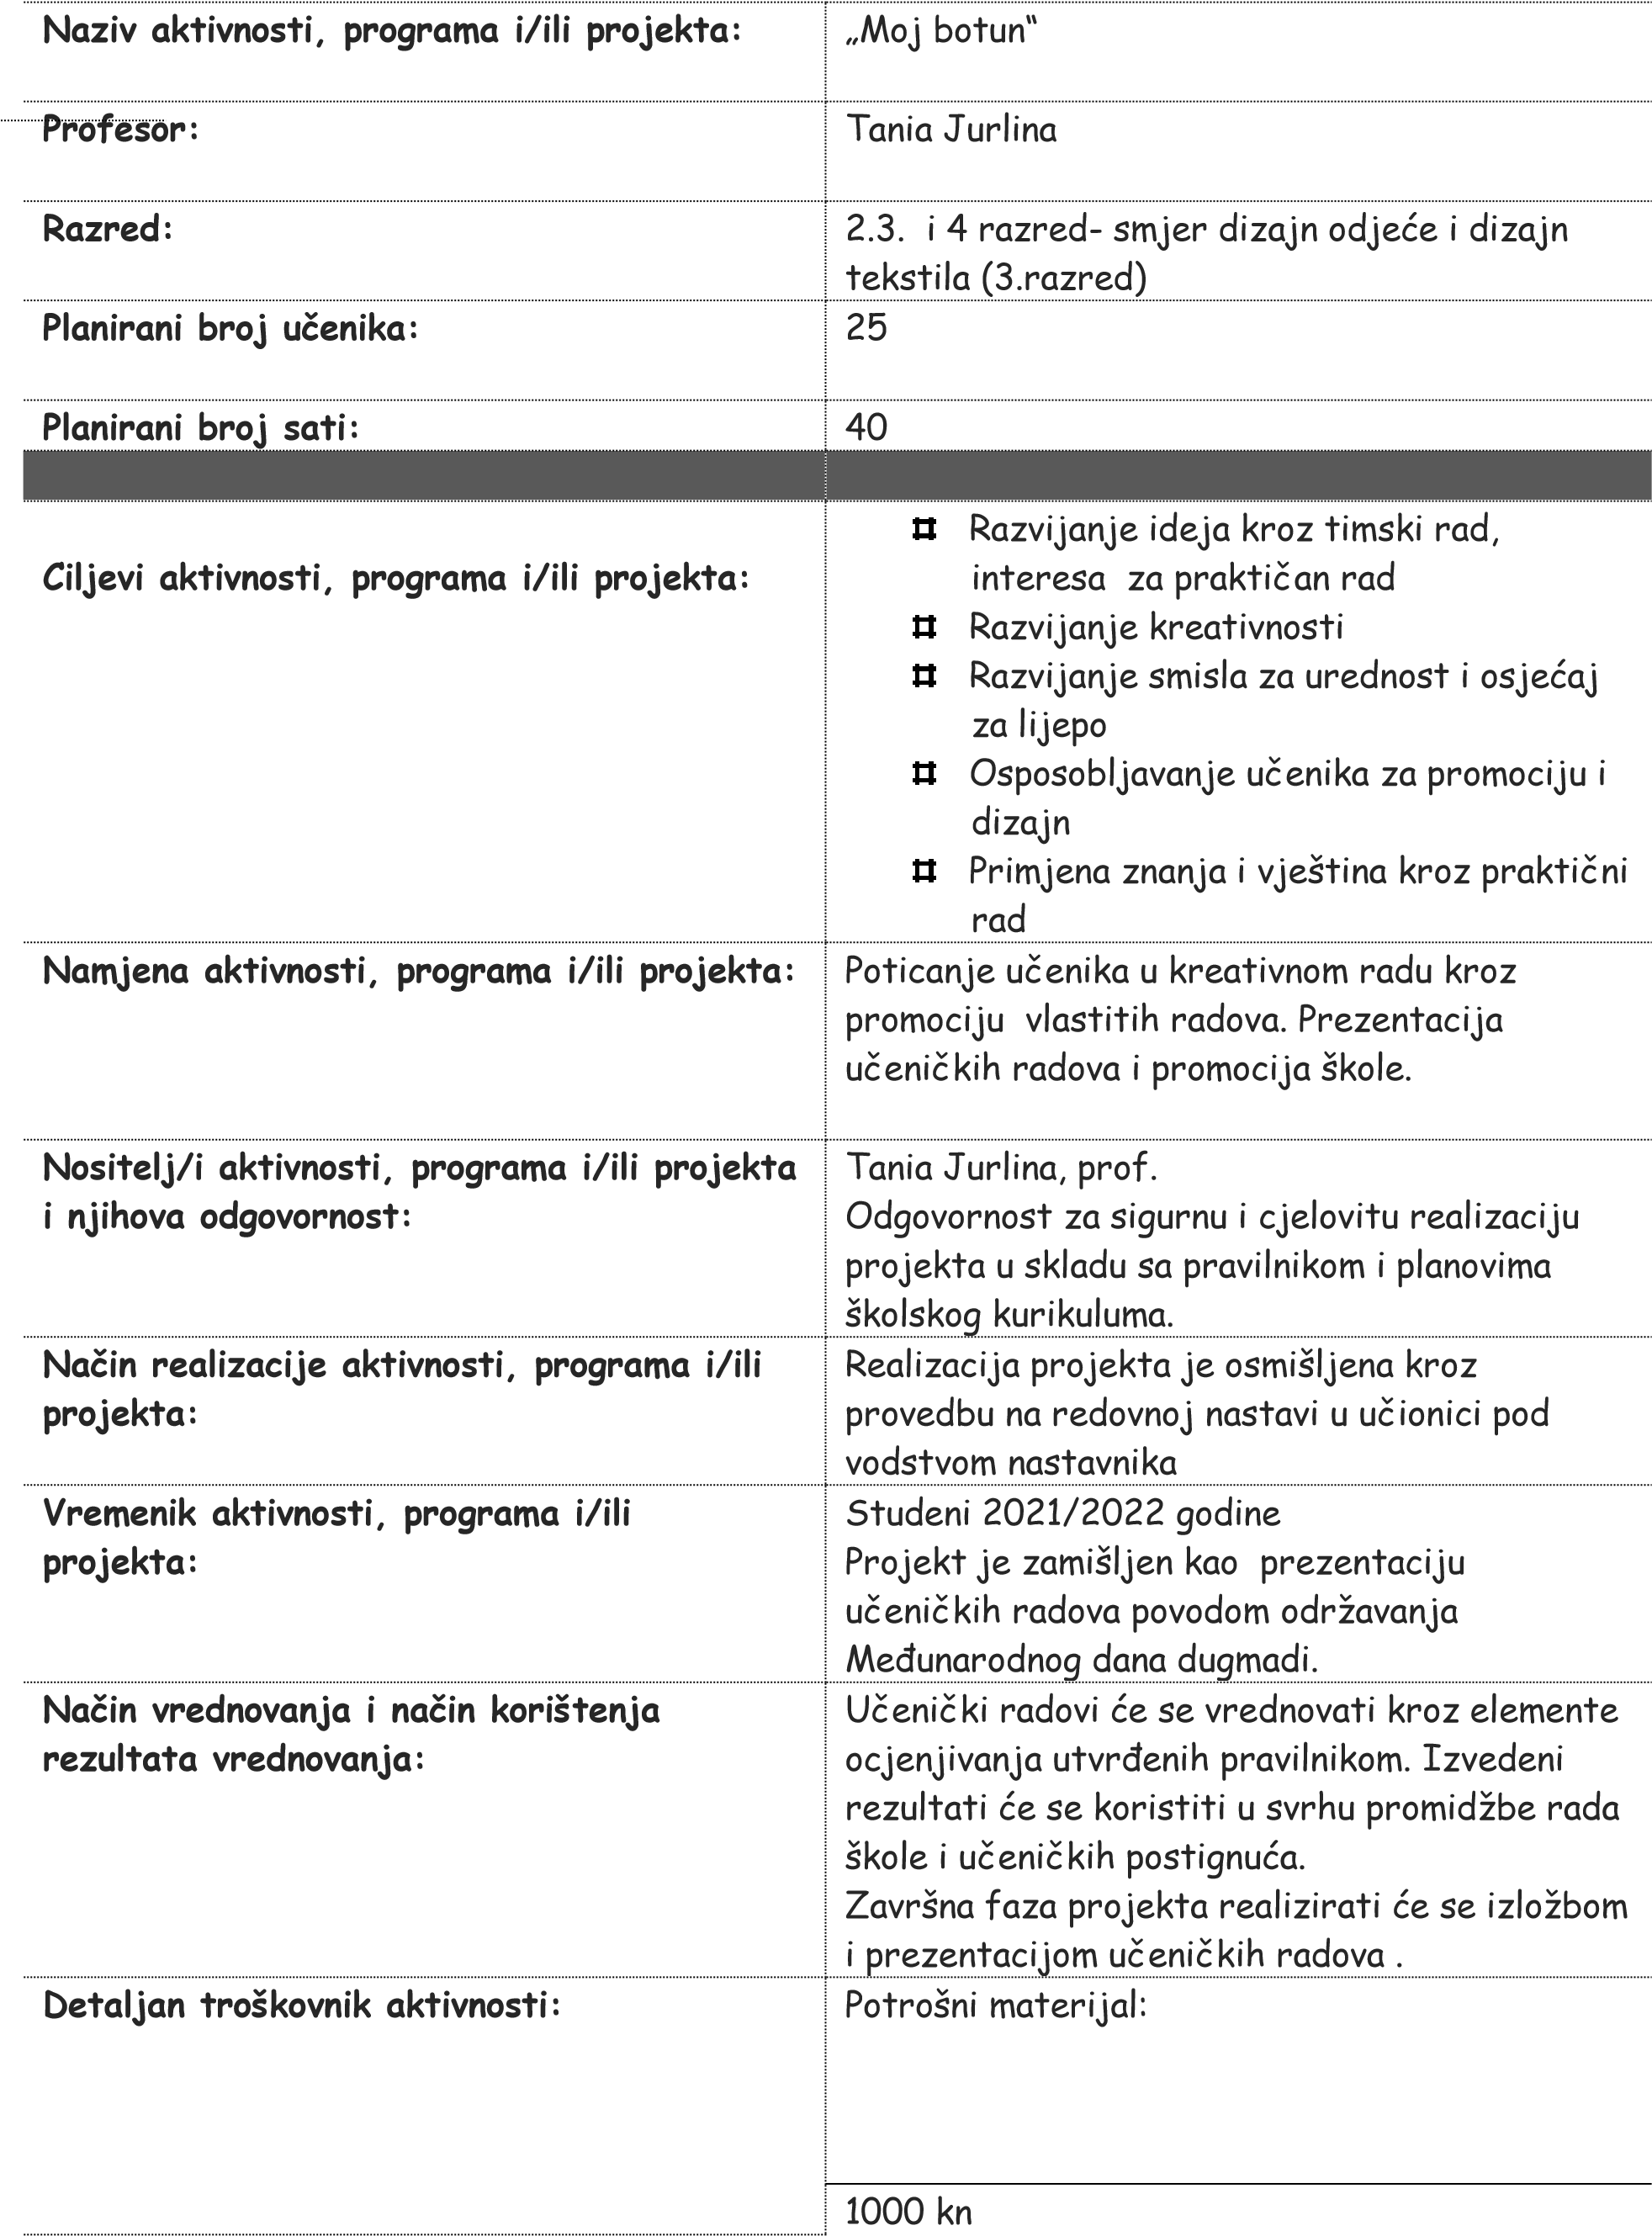 Naziv aktivnosti, programa i/ili projekta:
„Moj botun“
Profesor:
Tania Jurlina
Razred:
2.3.  i 4 razred- smjer dizajn odjeće i dizajn
tekstila (3.razred)
Planirani broj učenika:
25
Planirani broj sati:
40
Ciljevi aktivnosti, programa i/ili projekta:
¤ Razvijanje ideja kroz timski rad,
interesa  za praktičan rad
¤ Razvijanje kreativnosti
¤ Razvijanje smisla za urednost i osjećaj
za lijepo
¤ Osposobljavanje učenika za promociju i
dizajn
¤ Primjena znanja i vještina kroz praktični
rad
Namjena aktivnosti, programa i/ili projekta:
Poticanje učenika u kreativnom radu kroz
promociju  vlastitih radova. Prezentacija
učeničkih radova i promocija škole.
Nositelj/i aktivnosti, programa i/ili projekta
i njihova odgovornost:
Tania Jurlina, prof.
Odgovornost za sigurnu i cjelovitu realizaciju
projekta u skladu sa pravilnikom i planovima
školskog kurikuluma.
Način realizacije aktivnosti, programa i/ili
projekta:
Realizacija projekta je osmišljena kroz
provedbu na redovnoj nastavi u učionici pod
vodstvom nastavnika
Vremenik aktivnosti, programa i/ili
projekta:
Studeni 2021/2022 godine
Projekt je zamišljen kao  prezentaciju
učeničkih radova povodom održavanja
Međunarodnog dana dugmadi.
Način vrednovanja i način korištenja
rezultata vrednovanja:
Učenički radovi će se vrednovati kroz elemente
ocjenjivanja utvrđenih pravilnikom. Izvedeni
rezultati će se koristiti u svrhu promidžbe rada
škole i učeničkih postignuća.
Završna faza projekta realizirati će se izložbom
i prezentacijom učeničkih radova .
Detaljan troškovnik aktivnosti:
Potrošni materijal:
1000 kn